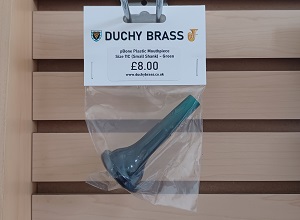 DUCHY BRASS
pBone Plastic Mouthpiece
Size 11C (Small Shank) - Green
£8.00
www.duchybrass.co.uk